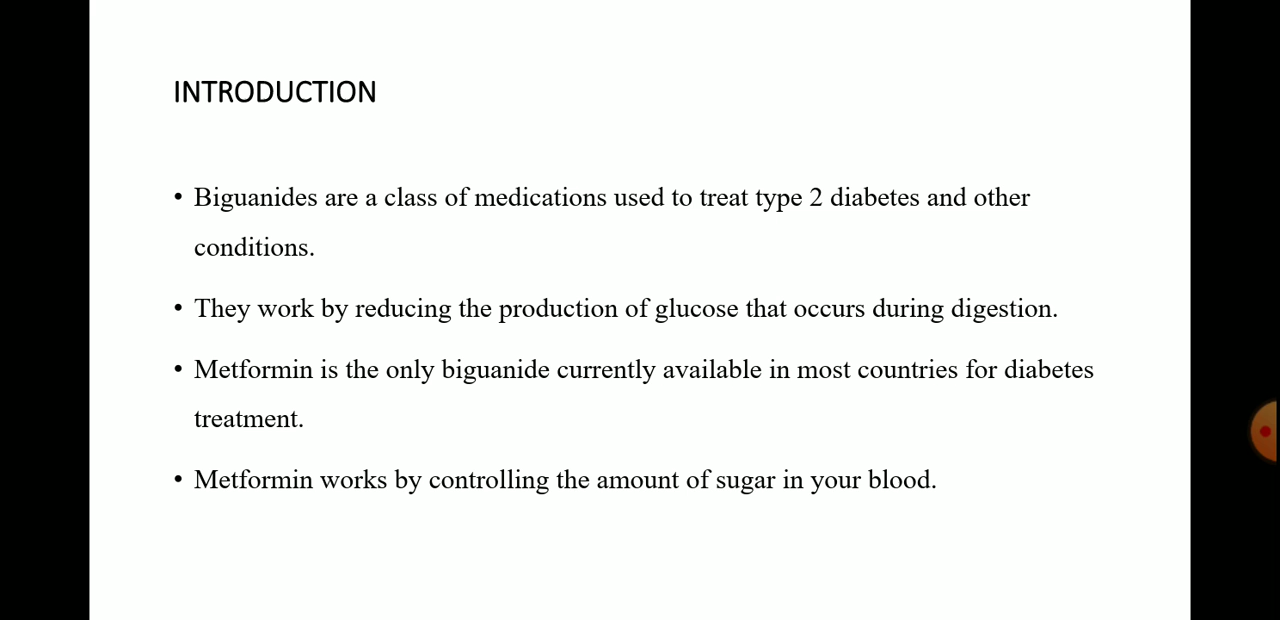 INTRODUCTION
• Biguanides are a class of medications used to treat type 2 diabetes and other
conditions.
• They work by reducing the production of glucose that occurs during digestion.
• Metformin is the only biguanide currently available in most countries for diabetes
treatment.
• Metformin works by controlling the amount of sugar in your blood.